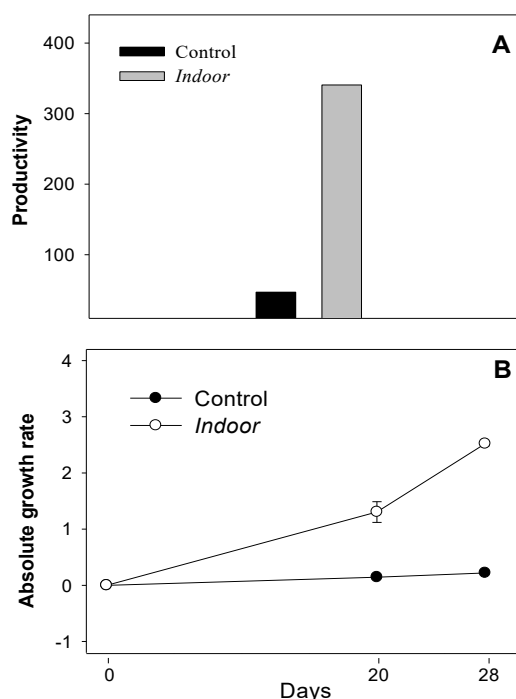 A
Control
Indoor
400
300
200
100
Productivity
B
Control
Indoor
4
3
2
1
0
-1
Absolute growth rate
0 20 28
Days